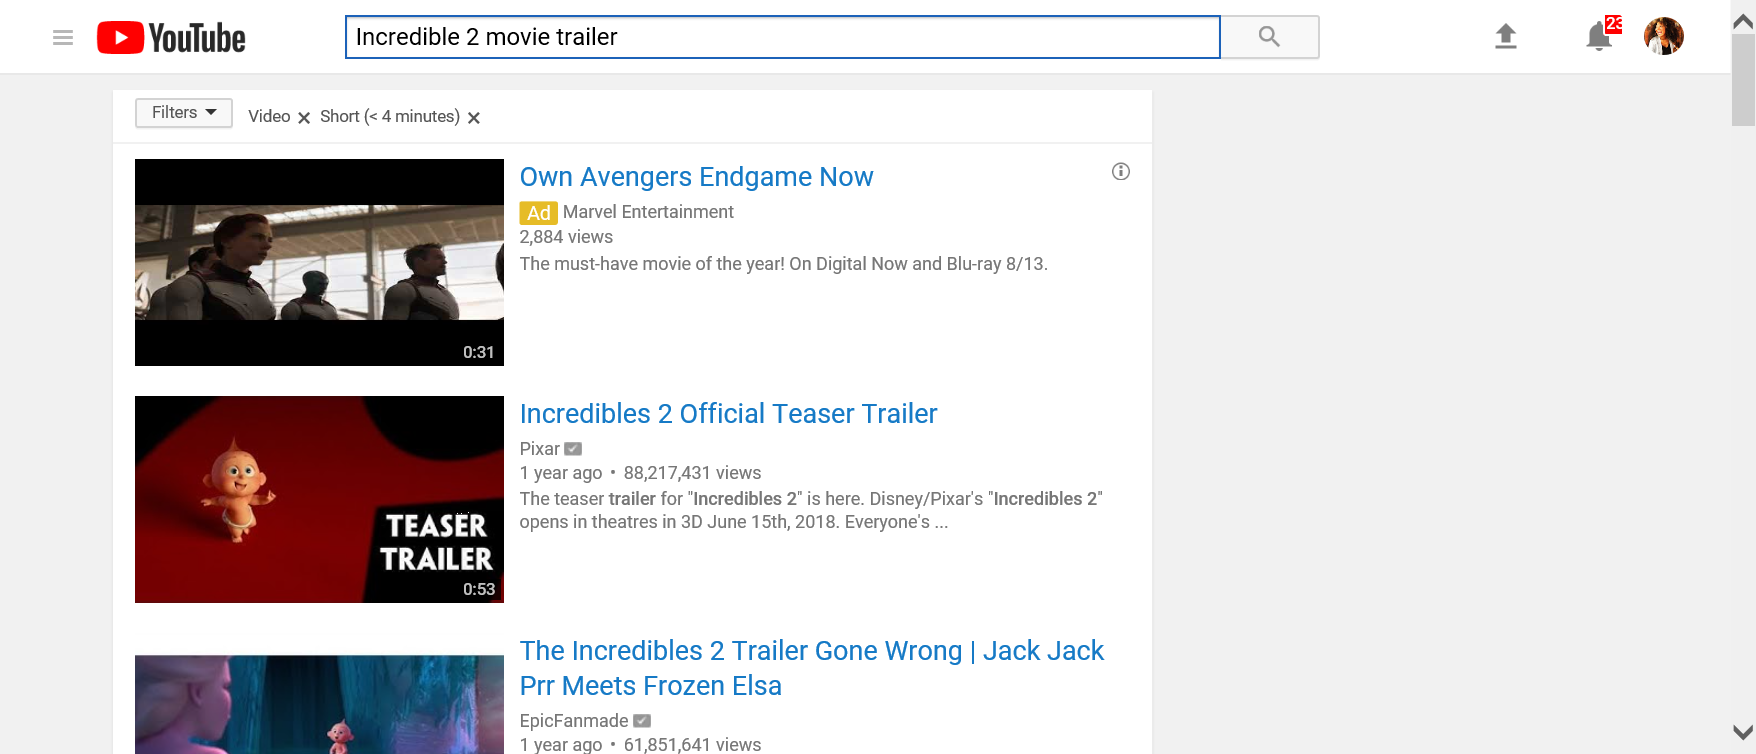 YouTube
Incredible 2 movie trailer
23
Filters
Video
Short (< 4 minutes)
Own Avengers Endgame Now
Ad Marvel Entertainment
2,884 views
The must-have movie of the year! On Digital Now and Blu-ray 8/13.
0:31
Incredibles 2 Official Teaser Trailer
Pixar
1 year ago • 88,217,431 views
The teaser trailer for "Incredibles 2" is here. Disney/Pixar's "Incredibles 2"
opens in theatres in 3D June 15th, 2018. Everyone's ...
TEASER
TRAILER
0:53
The Incredibles 2 Trailer Gone Wrong | Jack Jack
Prr Meets Frozen Elsa
EpicFanmade
1 year ago • 61,851,641 views